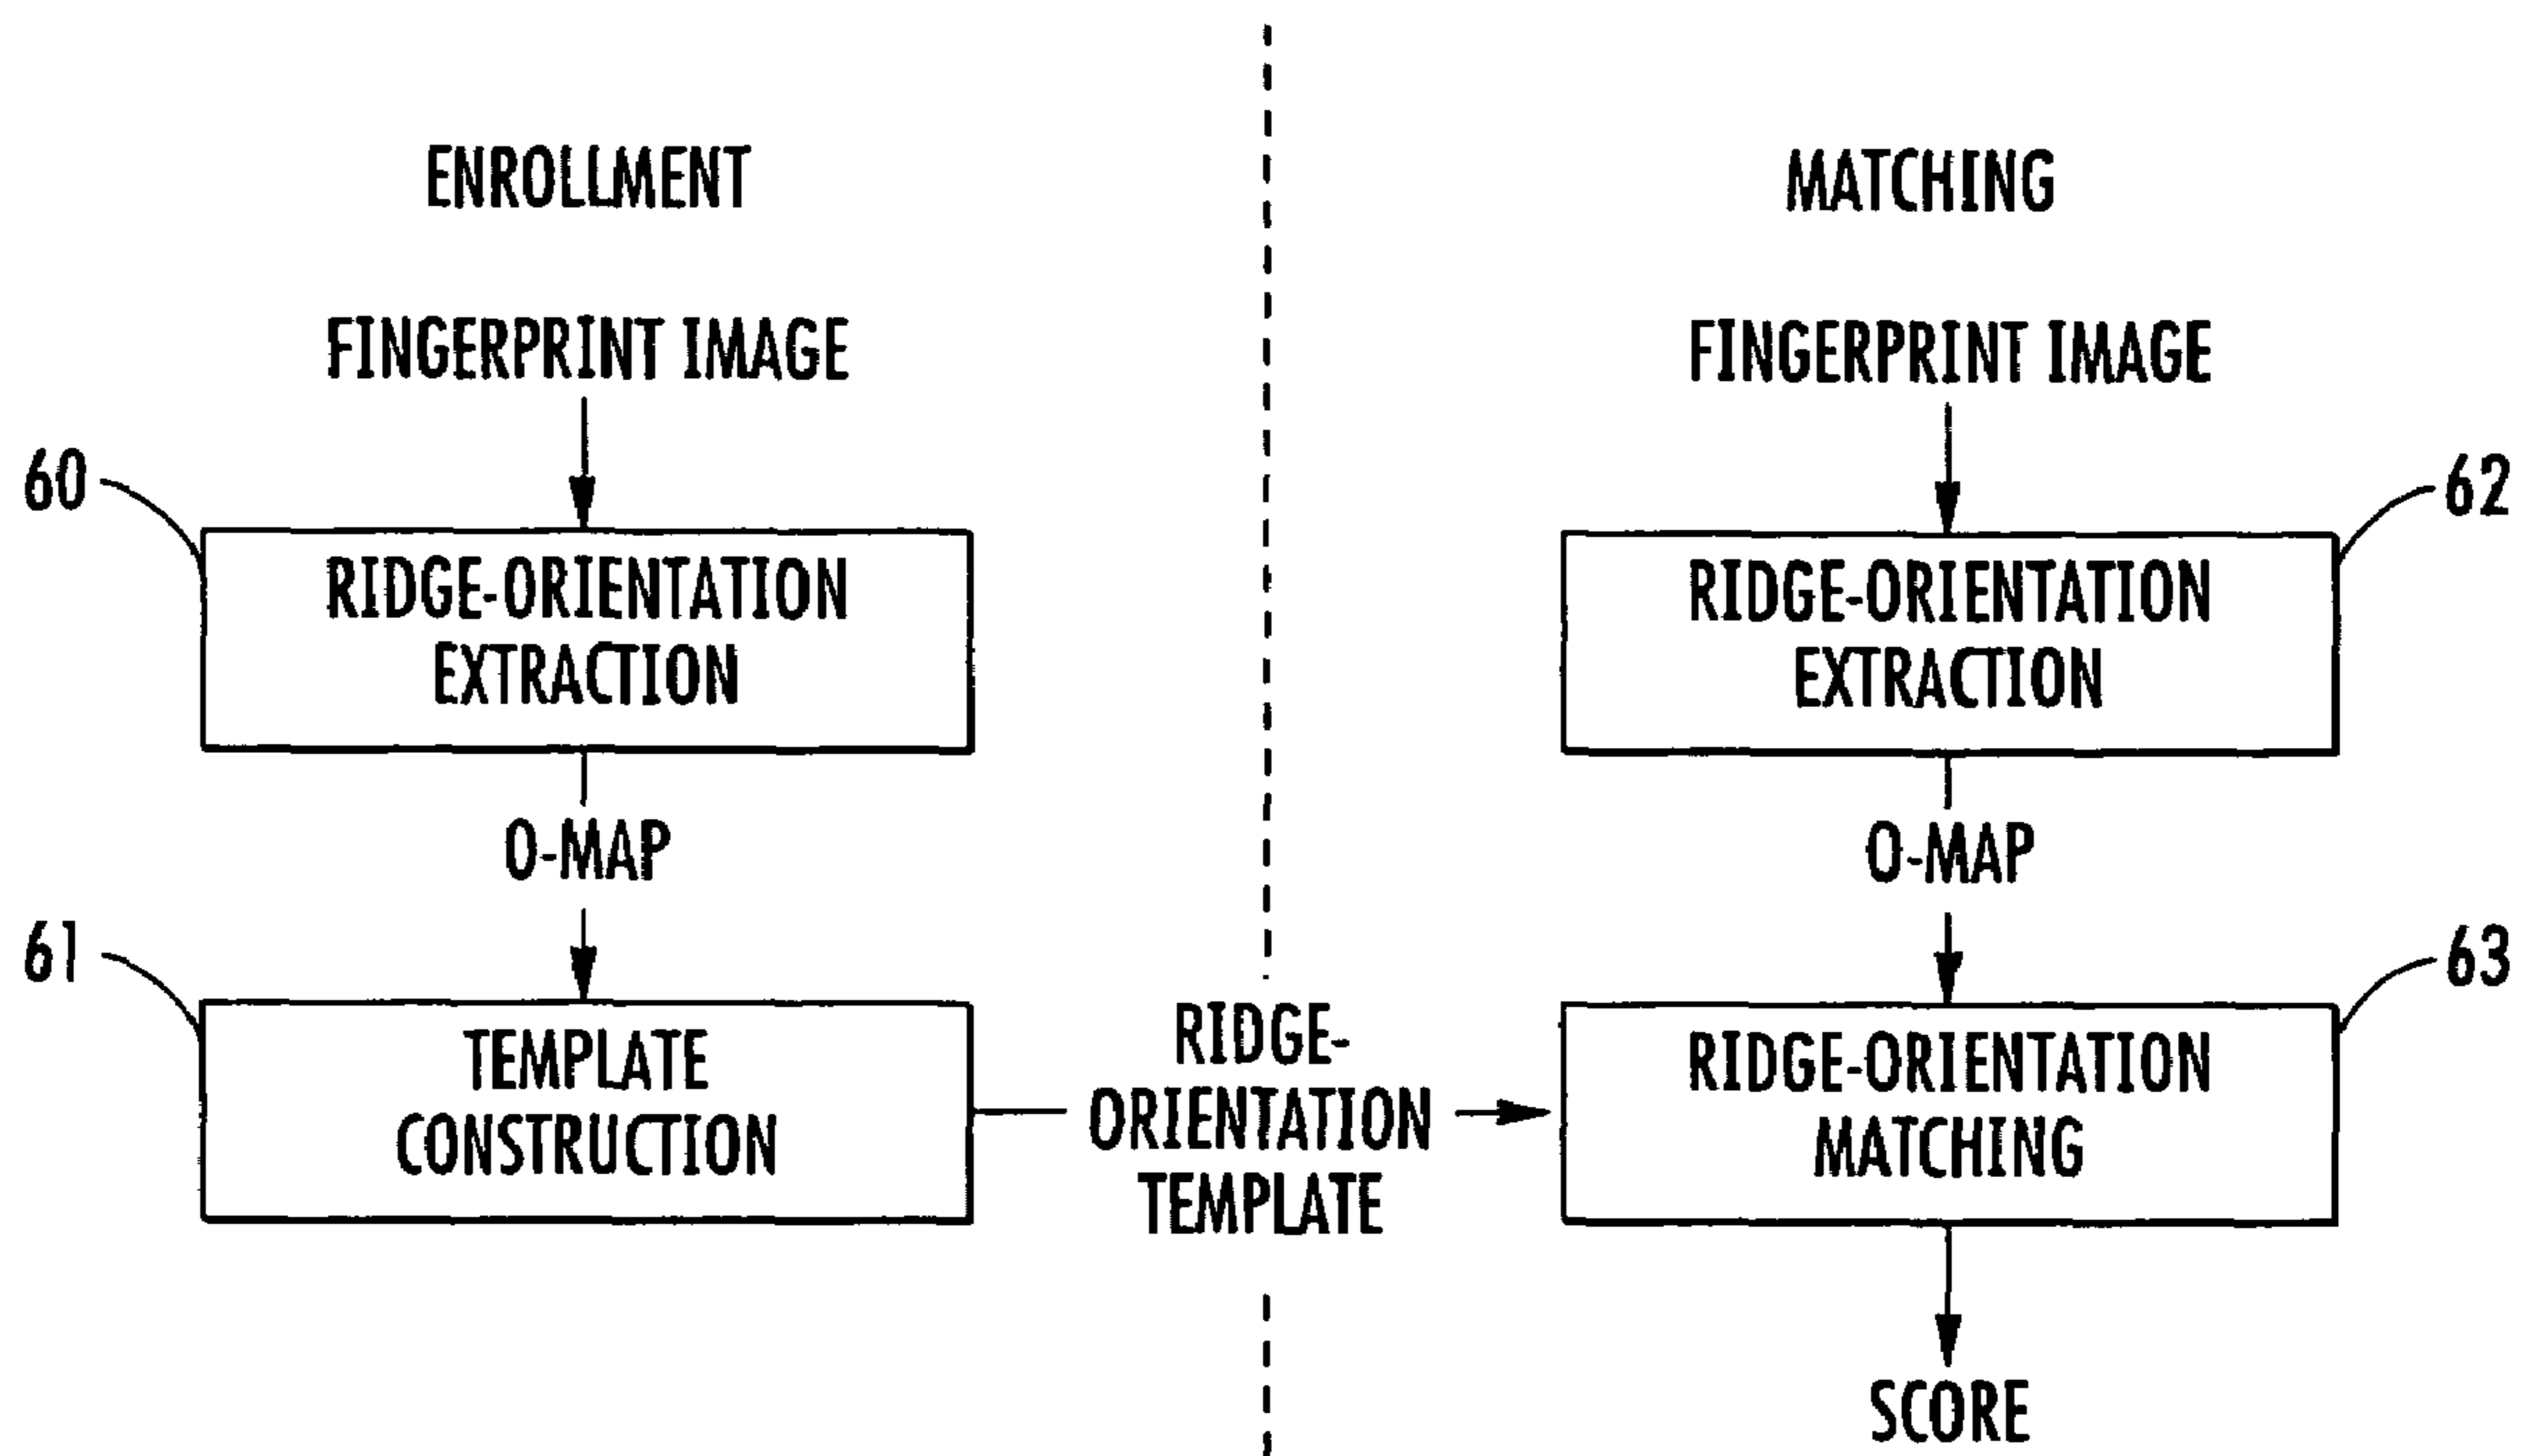 ENROLLMENT
FINGERPRINT IMAGE
60
RIDGE-ORIENTATION
EXTRACTION
O-MAP
61
TEMPLATE
CONSTRUCTION
RIDGE-
ORIENTATION
TEMPLATE
MATCHING
FINGERPRINT IMAGE
62
RIDGE-ORIENTATION
EXTRACTION
O-MAP
63
RIDGE-ORIENTATION
MATCHING
SCORE